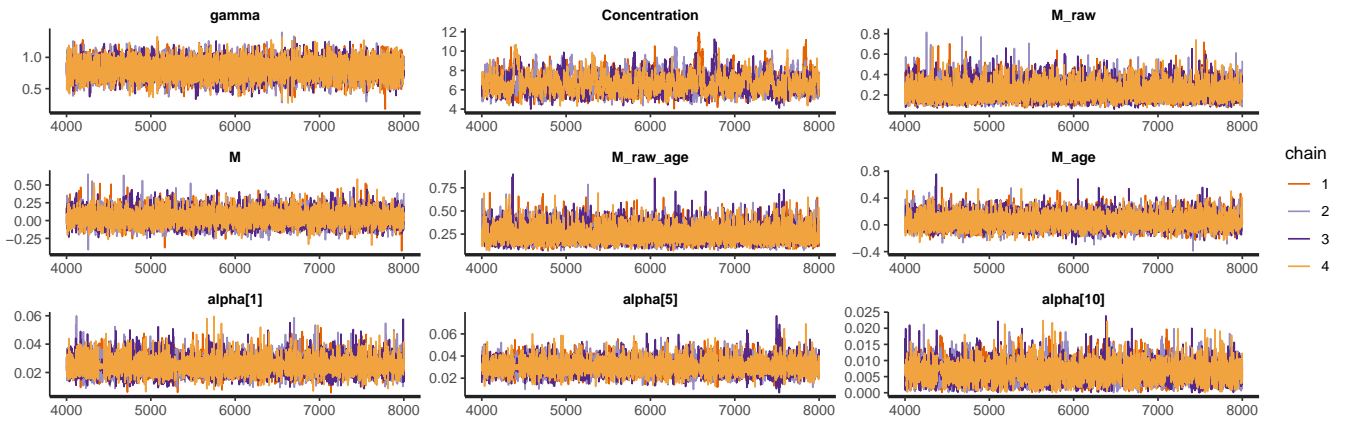 gamma
Concentration
M_raw
1.0
0.5
12
10
8
6
4
0.8
0.6
0.4
0.2
4000 5000 6000 7000 8000
4000 5000 6000 7000 8000
4000 5000 6000 7000 8000
M
M_raw_age
M_age
0.50
0.25
0.00
−0.25
0.75
0.50
0.25
0.8
0.4
0.0
−0.4
4000 5000 6000 7000 8000
4000 5000 6000 7000 8000
4000 5000 6000 7000 8000
alpha[1]
alpha[5]
alpha[10]
0.06
0.04
0.02
0.06
0.04
0.02
0.025
0.020
0.015
0.010
0.005
0.000
4000 5000 6000 7000 8000
4000 5000 6000 7000 8000
4000 5000 6000 7000 8000
chain
1
2
3
4